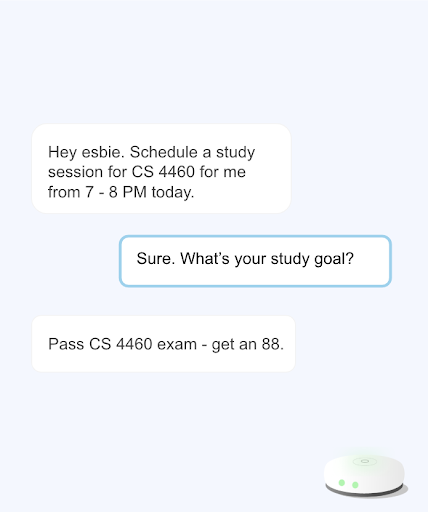 Hey esbie. Schedule a study
session for CS 4460 for me
from 7 - 8 PM today.
Sure. What’s your study goal?
Pass CS 4460 exam - get an 88.